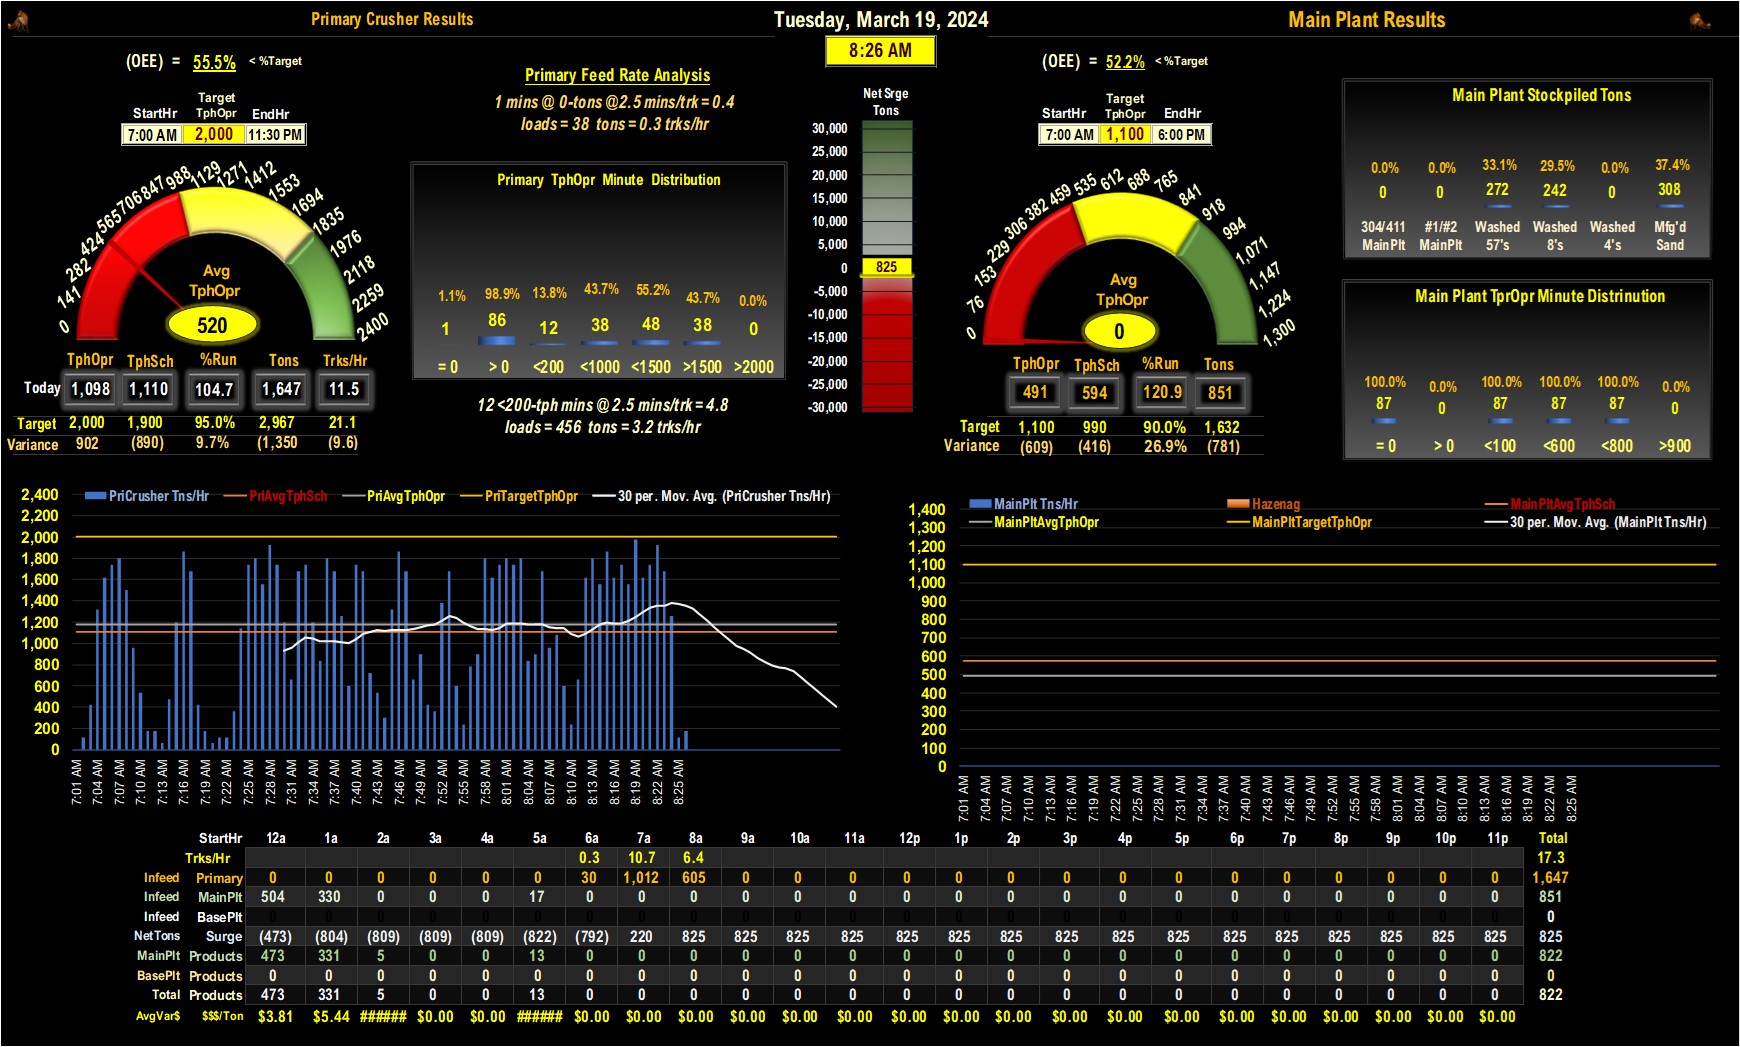 Primary Crusher Results
Tuesday, March 19, 2024
Main Plant Results
8:26 AM
(OEE) = 55.5% < %Target
StartHr Target TphOpr EndHr
7:00 AM 2,000 11:30 PM
0 141 282 424 565 706 847 988 1129 1271 1412 1553 1694 1835 1976 2118 2259 2400
Avg
TphOpr
520
TphOpr TphSch %Run Tons Trks/Hr
Today 1,098 1,110 104.7 1,647 11.5
Target 2,000 1,900 95.0% 2,967 21.1
Variance 902 (890) 9.7% (1,350 (9.6)
Primary Feed Rate Analysis
1 mins @ 0-tons @2.5 mins/trk = 0.4
loads = 38 tons = 0.3 trks/hr
Primary TphOpr Minute Distribution
1.1% 98.9% 13.8% 43.7% 55.2% 43.7% 0.0%
1 86 12 38 48 38 0
= 0 > 0 <200 <1000 <1500 >1500 >2000
12 <200-tph mins @ 2.5 mins/trk = 4.8
loads = 456 tons = 3.2 trks/hr
Net Srge
Tons
30,000
25,000
20,000
15,000
10,000
5,000
0
-5,000
-10,000
-15,000
-20,000
-25,000
-30,000
825
(OEE) = 52.2% < %Target
StartHr Target TphOpr EndHr
7:00 AM 1,100 6:00 PM
0 76 153 229 306 382 459 535 612 688 765 841 918 994 1,071 1,147 1,224 1,300
Avg
TphOpr
0
TphOpr TphSch %Run Tons
491 594 120.9 851
Target 1,100 990 90.0% 1,632
Variance (609) (416) 26.9% (781)
Main Plant Stockpiled Tons
0.0% 0.0% 33.1% 29.5% 0.0% 37.4%
0 0 272 242 0 308
304/411 #1/#2 Washed Washed Washed Mfg'd
MainPlt MainPlt 57's 8's 4's Sand
Main Plant TprOpr Minute Distrinution
100.0% 0.0% 100.0% 100.0% 100.0% 0.0%
87 0 87 87 87 0
= 0 > 0 <100 <600 <800 >900
PriCrusher Tns/Hr PriAvgTphSch PriAvgTphOpr PriTargetTphOpr 30 per. Mov. Avg. (PriCrusher Tns/Hr)
2,400
2,200
2,000
1,800
1,600
1,400
1,200
1,000
800
600
400
200
0
7:01 AM 7:04 AM 7:07 AM 7:10 AM 7:13 AM 7:16 AM 7:19 AM 7:22 AM 7:25 AM 7:28 AM 7:31 AM 7:34 AM 7:37 AM 7:40 AM 7:43 AM 7:46 AM 7:49 AM 7:52 AM 7:55 AM 7:58 AM 8:01 AM 8:04 AM 8:07 AM 8:10 AM 8:13 AM 8:16 AM 8:19 AM 8:22 AM 8:25 AM
MainPlt Tns/Hr Hazenag MainPltAvgTphSch
MainPltAvgTphOpr MainPltTargetTphOpr 30 per. Mov. Avg. (MainPlt Tns/Hr)
1,400
1,300
1,200
1,100
1,000
900
800
700
600
500
400
300
200
100
0
7:01 AM 7:04 AM 7:07 AM 7:10 AM 7:13 AM 7:16 AM 7:19 AM 7:22 AM 7:25 AM 7:28 AM 7:31 AM 7:34 AM 7:37 AM 7:40 AM 7:43 AM 7:46 AM 7:49 AM 7:52 AM 7:55 AM 7:58 AM 8:01 AM 8:04 AM 8:07 AM 8:10 AM 8:13 AM 8:16 AM 8:19 AM 8:22 AM 8:25 AM
StartHr 12a 1a 2a 3a 4a 5a 6a 7a 8a 9a 10a 11a 12p 1p 2p 3p 4p 5p 6p 7p 8p 9p 10p 11p Total
Trks/Hr 0.3 10.7 6.4 17.3
Infeed Primary 0 0 0 0 0 0 30 1,012 605 0 0 0 0 0 0 0 0 0 0 0 0 0 0 0 1,647
Infeed MainPlt 504 330 0 0 0 17 0 0 0 0 0 0 0 0 0 0 0 0 0 0 0 0 0 0 851
Infeed BasePlt 0 0 0 0 0 0 0 0 0 0 0 0 0 0 0 0 0 0 0 0 0 0 0 0 0
NetTons Surge (473) (804) (809) (809) (809) (822) (792) 220 825 825 825 825 825 825 825 825 825 825 825 825 825 825 825 825 825
MainPlt Products 473 331 5 0 0 13 0 0 0 0 0 0 0 0 0 0 0 0 0 0 0 0 0 0 822
BasePlt Products 0 0 0 0 0 0 0 0 0 0 0 0 0 0 0 0 0 0 0 0 0 0 0 0 0
Total Products 473 331 5 0 0 13 0 0 0 0 0 0 0 0 0 0 0 0 0 0 0 0 0 0 822
AvgVar$ $$$/Ton $3.81 $5.44 ###### $0.00 $0.00 ###### $0.00 $0.00 $0.00 $0.00 $0.00 $0.00 $0.00 $0.00 $0.00 $0.00 $0.00 $0.00 $0.00 $0.00 $0.00 $0.00 $0.00 $0.00